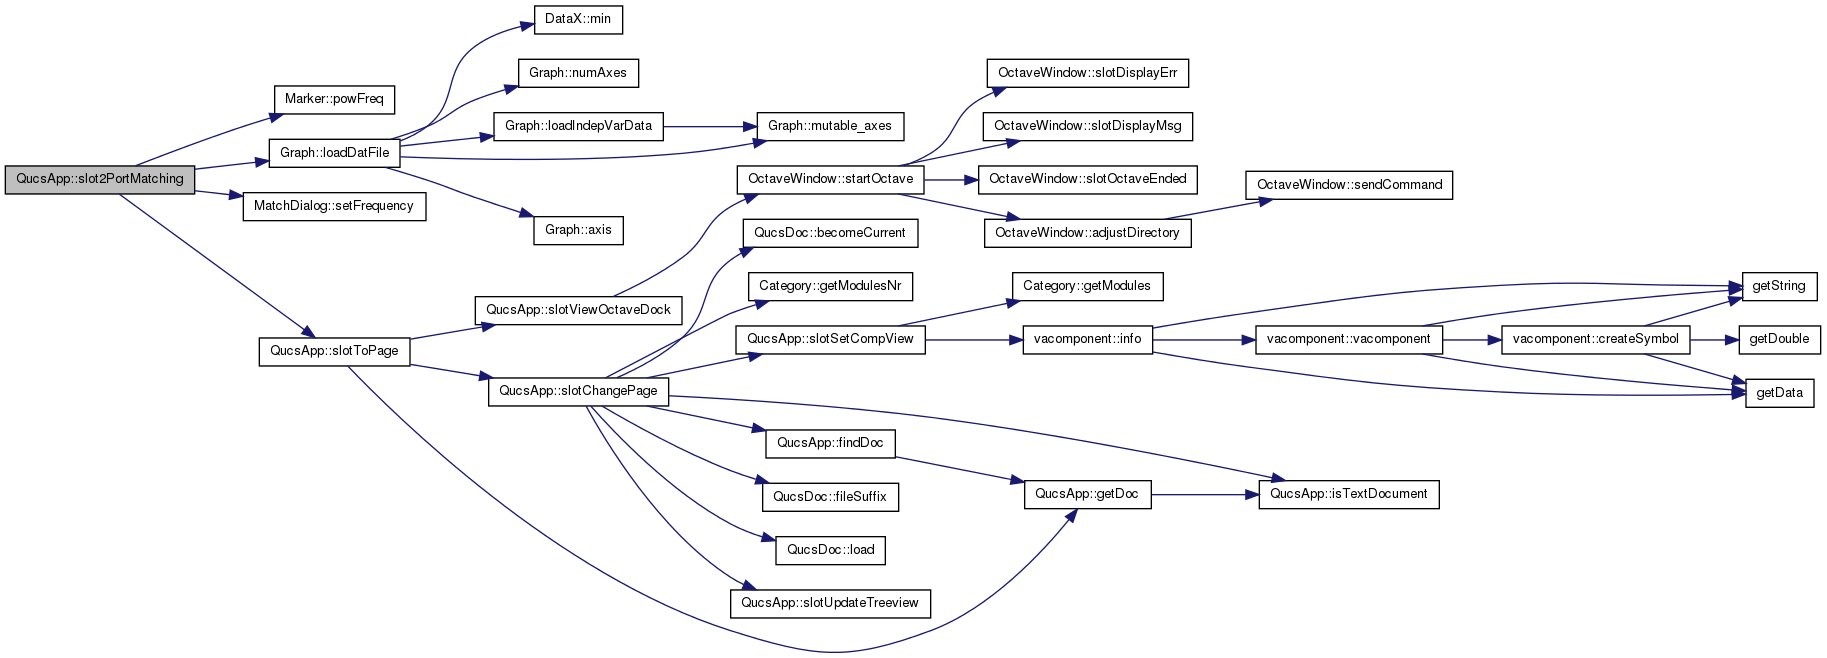 DataX::min
Graph::numAxes
OctaveWindow::slotDisplayErr
Marker::powFreq
Graph::loadIndepVarData
Graph::mutable_axes
OctaveWindow::slotDisplayMsg
Graph::loadDatFile
QucsApp::slot2PortMatching
OctaveWindow::startOctave
OctaveWindow::slotOctaveEnded
OctaveWindow::sendCommand
MatchDialog::setFrequency
Graph::axis
QucsDoc::becomeCurrent
OctaveWindow::adjustDirectory
Category::getModulesNr
Category::getModules
getString
QucsApp::slotViewOctaveDock
QucsApp::slotToPage
QucsApp::slotSetCompView
vacomponent::info
vacomponent::vacomponent
vacomponent::createSymbol
getDouble
QucsApp::slotChangePage
getData
QucsApp::findDoc
QucsDoc::fileSuffix
QucsApp::getDoc
QucsApp::isTextDocument
QucsDoc::load
QucsApp::slotUpdateTreeview